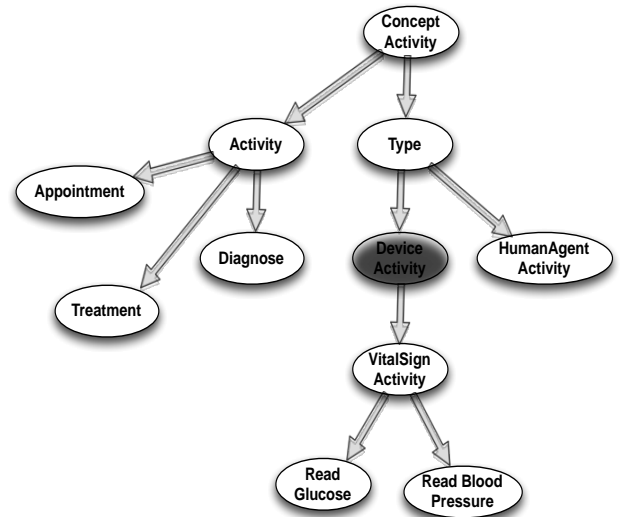 Concept
Activity
Activity
Type
Appointment
Diagnose
Device
Activity
HumanAgent
Activity
Treatment
VitalSign
Activity
Read
Glucose
Read Blood
Pressure